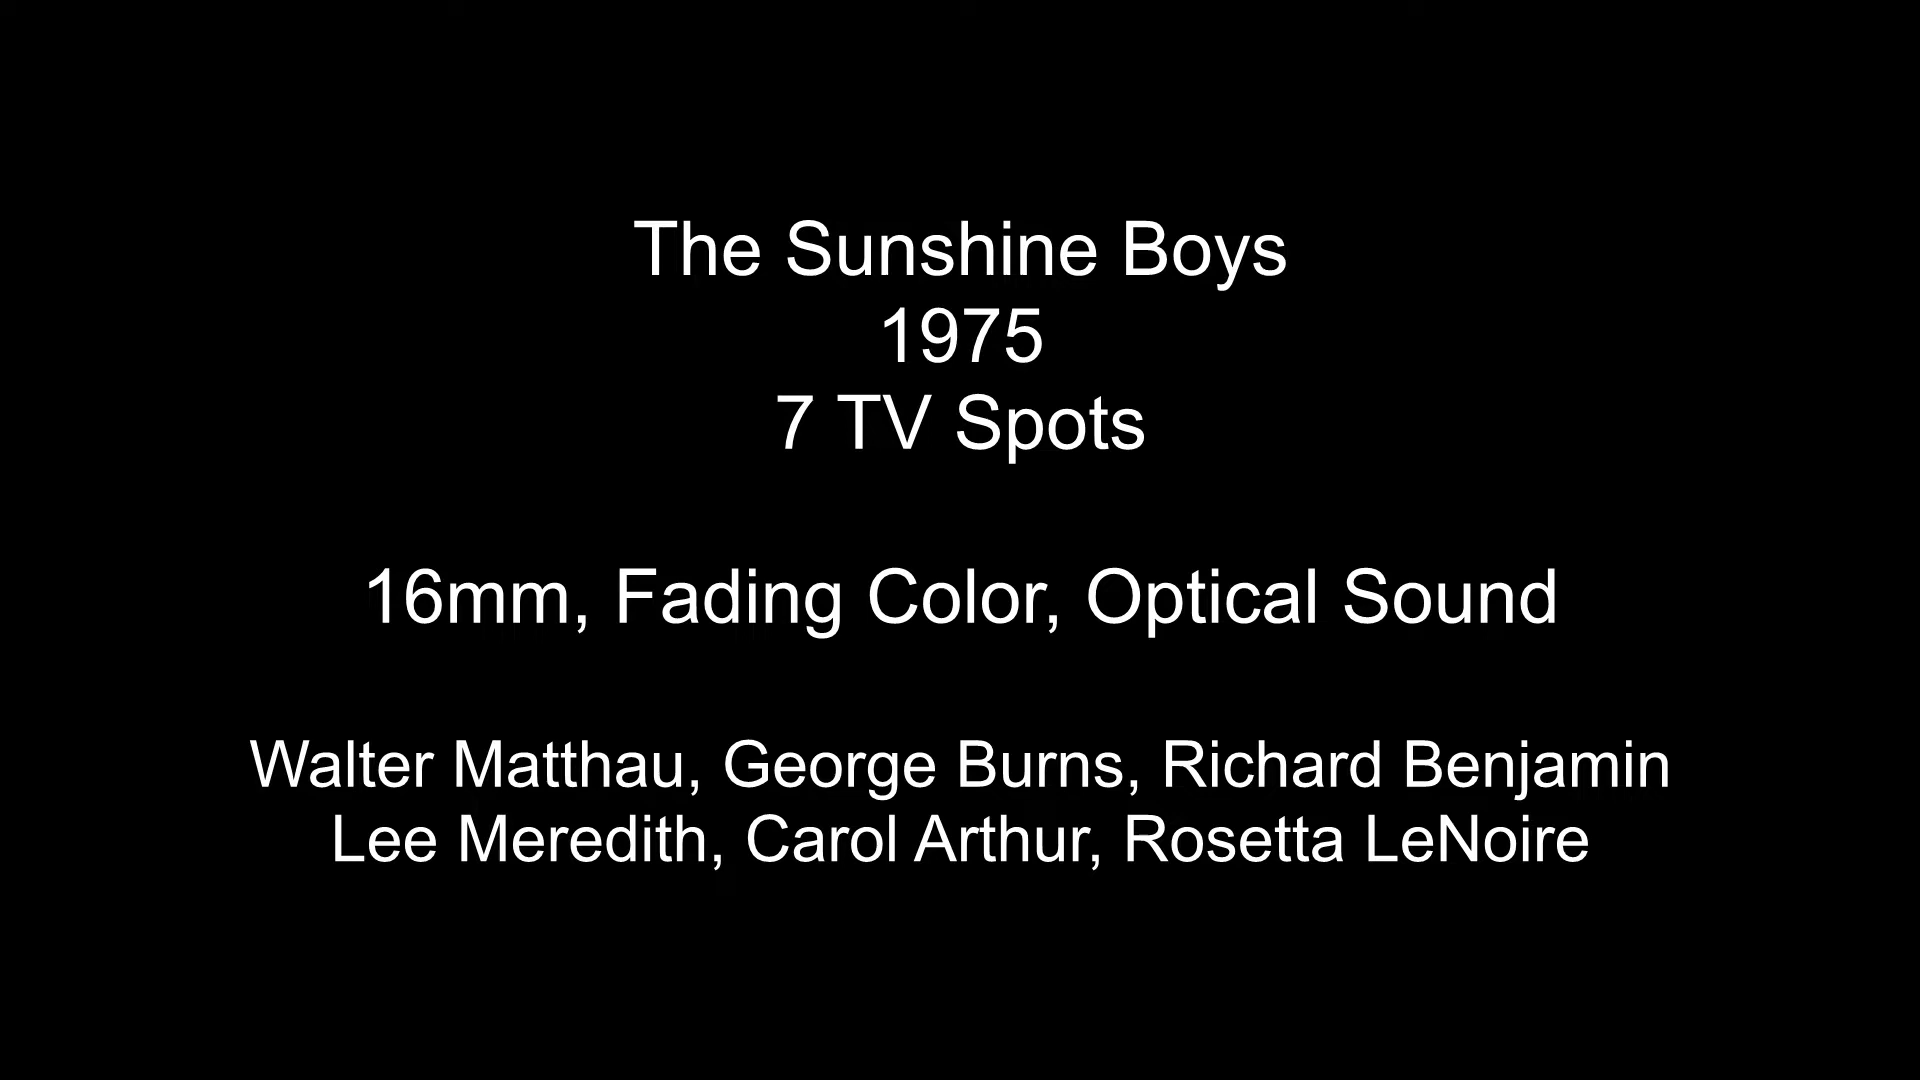 The Sunshine Boys
1975
7 TV Spots
16mm, Fading Color, Optical Sound
Walter Matthau, George Burns, Richard Benjamin
Lee Meredith, Carol Arthur, Rosetta LeNoire